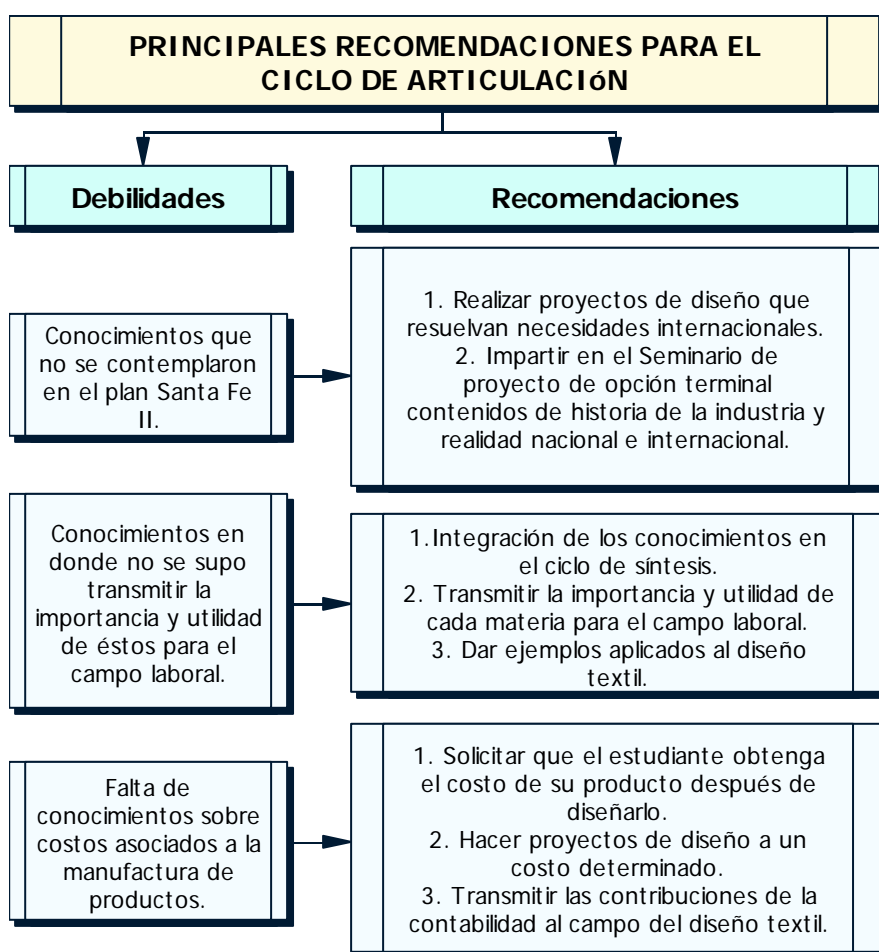 PRINCIPALES RECOMENDACIONES PARA EL
CICLO DE ARTICULACIóN
Debilidades
Recomendaciones
Conocimientos que
no se contemplaron
en el plan Santa Fe
II.
1. Realizar proyectos de diseño que
resuelvan necesidades internacionales.
2. Impartir en el Seminario de
proyecto de opción terminal
contenidos de historia de la industria y
realidad nacional e internacional.
Conocimientos en
donde no se supo
transmitir la
importancia y utilidad
de éstos para el
campo laboral.
1.Integración de los conocimientos en
el ciclo de síntesis.
2. Transmitir la importancia y utilidad de
cada materia para el campo laboral.
3. Dar ejemplos aplicados al diseño
textil.
Falta de
conocimientos sobre
costos asociados a la
manufactura de
productos.
1. Solicitar que el estudiante obtenga
el costo de su producto después de
diseñarlo.
2. Hacer proyectos de diseño a un
costo determinado.
3. Transmitir las contribuciones de la
contabilidad al campo del diseño textil.